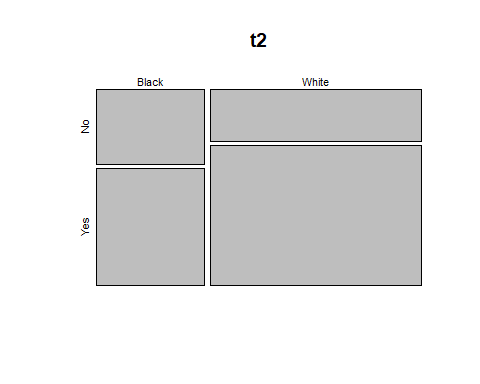 t2
Black
White
No
Yes